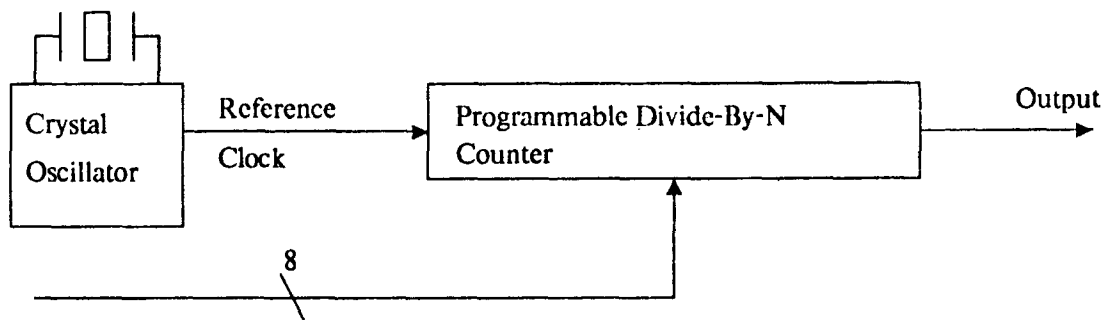 Crystal
Oscillator
Reference
Clock
Programmable Divide-By-N
Counter
Output
8